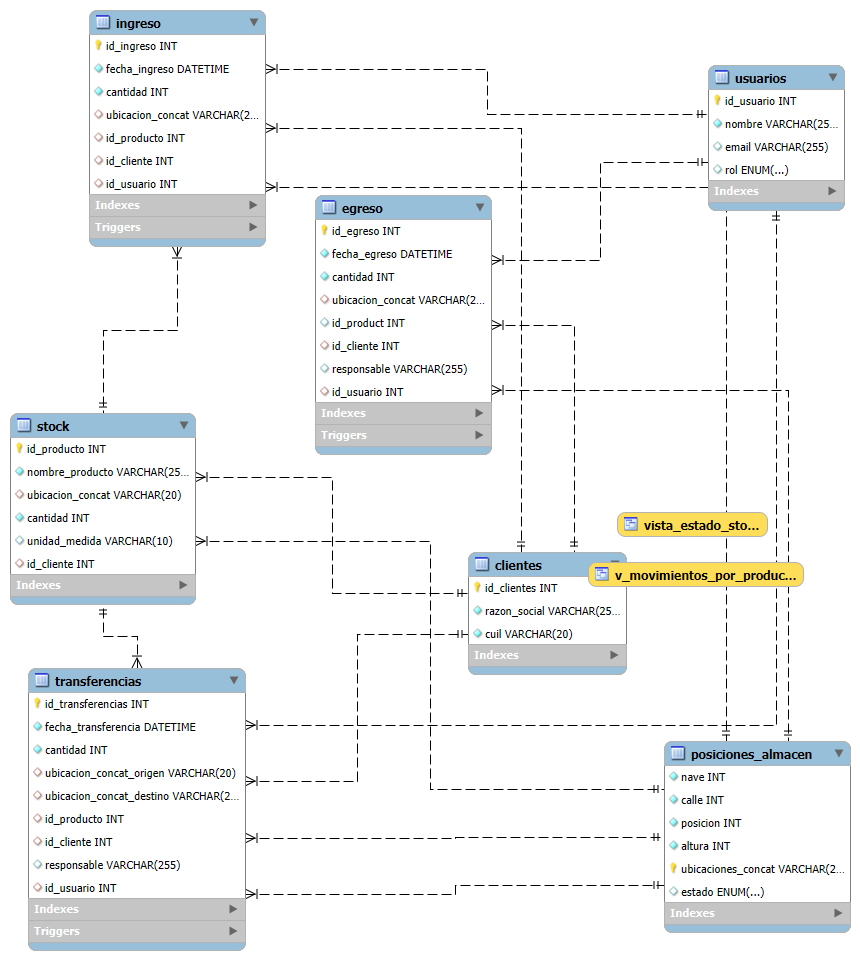 ingreso
id_ingreso INT
fecha_ingreso DATETIME
cantidad INT
ubicacion_concat VARCHAR(2...
id_producto INT
id_cliente INT
id_usuario INT
Indexes
Triggers
usuarios
id_usuario INT
nombre VARCHAR(25...
email VARCHAR(255)
rol ENUM(...)
Indexes
egreso
id_egreso INT
fecha_egreso DATETIME
cantidad INT
ubicacion_concat VARCHAR(2...
id_product INT
id_cliente INT
responsable VARCHAR(255)
id_usuario INT
Indexes
Triggers
stock
id_producto INT
nombre_producto VARCHAR(25...
ubicacion_concat VARCHAR(20)
cantidad INT
unidad_medida VARCHAR(10)
id_cliente INT
Indexes
vista_estado_sto...
v_movimientos_por_produc...
clientes
id_clientes INT
razon_social VARCHAR(25...
cuil VARCHAR(20)
Indexes
transferencias
id_transferencias INT
fecha_transferencia DATETIME
cantidad INT
ubicacion_concat_origen VARCHAR(20)
ubicacion_concat_destino VARCHAR(2...
id_producto INT
id_cliente INT
responsable VARCHAR(255)
id_usuario INT
Indexes
Triggers
posiciones_almacen
nave INT
calle INT
posicion INT
altura INT
ubicaciones_concat VARCHAR(2...
estado ENUM(...)
Indexes